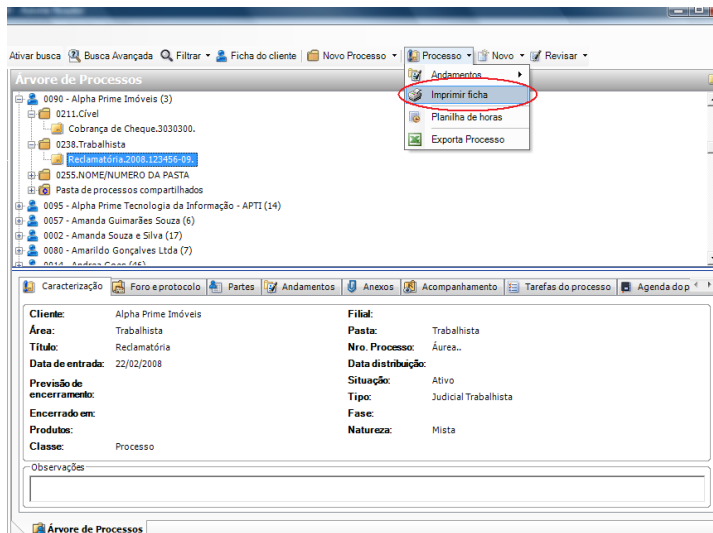 Ativar busca Busca Avançada Filtrar Ficha do cliente Novo Processo Processo Novo Revisar
Árvore de Processos
Andamentos
Imprimir ficha
Planilha de horas
Exporta Processo
0090 - Alpha Prime Imóveis (3)
0211.Cível
Cobrança de Cheque.3030300.
0238.Trabalhista
Reclamatória.2008.123456-09.
0255.NOME/NUMERO DA PASTA
Pasta de processos compartilhados
0095 - Alpha Prime Tecnologia da Informação - APTI (14)
0057 - Amanda Guimarães Souza (6)
0002 - Amanda Souza e Silva (17)
0080 - Amarildo Gonçalves Ltda (7)
Caracterização Foro e protocolo Partes Andamentos Anexos Acompanhamento Tarefas do processo Agenda do p
Cliente: Alpha Prime Imóveis Filial:
Área: Trabalhista Pasta: Trabalhista
Título: Reclamatória Nro. Processo: Áurea..
Data de entrada: 22/02/2008 Data distribuição:
Previsão de encerramento: Situação: Ativo
Tipo: Judicial Trabalhista
Encerrado em: Fase:
Produtos: Natureza: Mista
Classe: Processo
Observações
Árvore de Processos